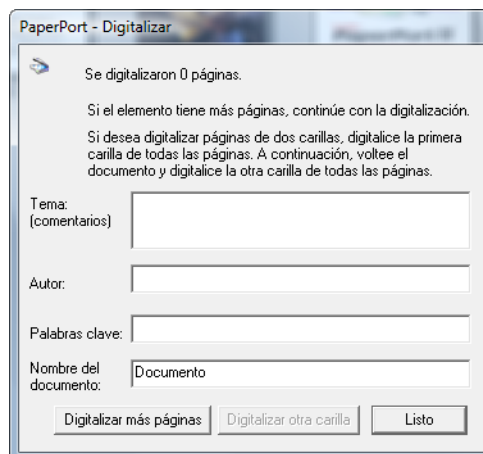 PaperPort - Digitalizar
Se digitalizaron 0 páginas.
Si el elemento tiene más páginas, continúe con la digitalización.
Si desea digitalizar páginas de dos carillas, digitalice la primera
carilla de todas las páginas. A continuación, voltee el
documento y digitalice la otra carilla de todas las páginas.
Tema:
(comentarios)
Autor:
Palabras clave:
Nombre del
documento:
Documento
Digitalizar más páginas
Digitalizar otra carilla
Listo